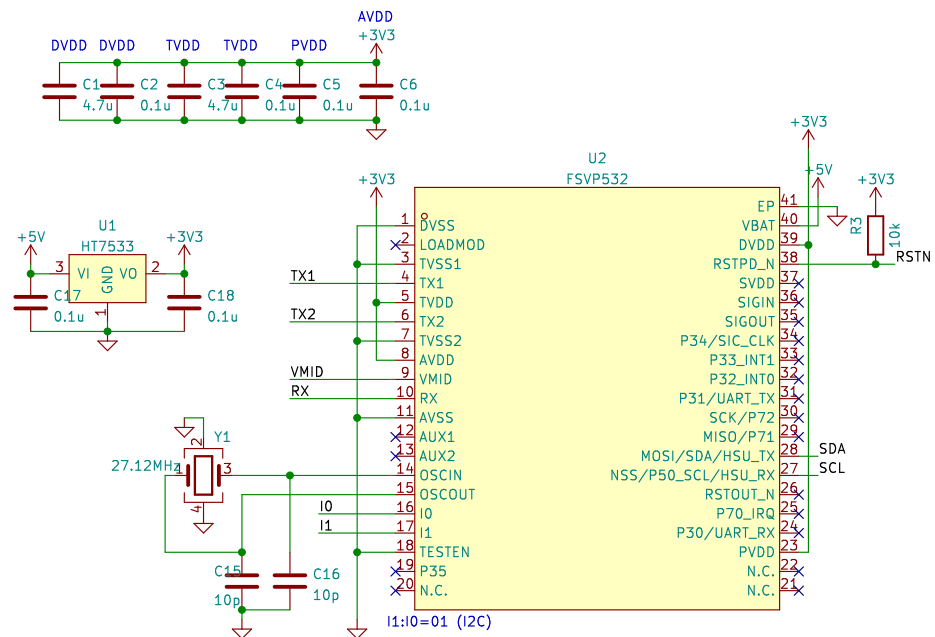 AVDD
+3V3
DVDD DVDD TVDD TVDD PVDD
C1 C2 C3 C4 C5 C6
4.7u 0.1u 4.7u 0.1u 0.1u 0.1u
+3V3
U2
FSVP532
+5V
+3V3
+3V3
R3
10k
RSTN
1 DVSS
2 LOADMOD
3 TVSS1
TX1 4 TX1
5 TVDD
TX2 6 TX2
7 TVSS2
8 AVDD
VMID 9 VMID
RX 10 RX
11 AVSS
12 AUX1
13 AUX2
14 OSCIN
15 OSCOUT
I0 16 I0
I1 17 I1
18 TESTEN
19 P35
20 N.C.
EP 41
VBAT 40
DVDD 39
RSTPD_N 38
SVDD 37
SIGIN 36
SIGOUT 35
P34/SIC_CLK 34
P33_INT1 33
P32_INT0 32
P31/UART_TX 31
SCK/P72 30
MISO/P71 29
MOSI/SDA/HSU_TX 28 SDA
NSS/P50_SCL/HSU_RX 27 SCL
RSTOUT_N 26
P70_IRQ 25
P30/UART_RX 24
PVDD 23
N.C. 22
N.C. 21
I1:I0=01 (I2C)
U1
HT7533
+5V
+3V3
3 VI GND VO 2
1
C17
0.1u
C18
0.1u
Y1
27.12MHz
2
1
3
4
C15
10p
C16
10p